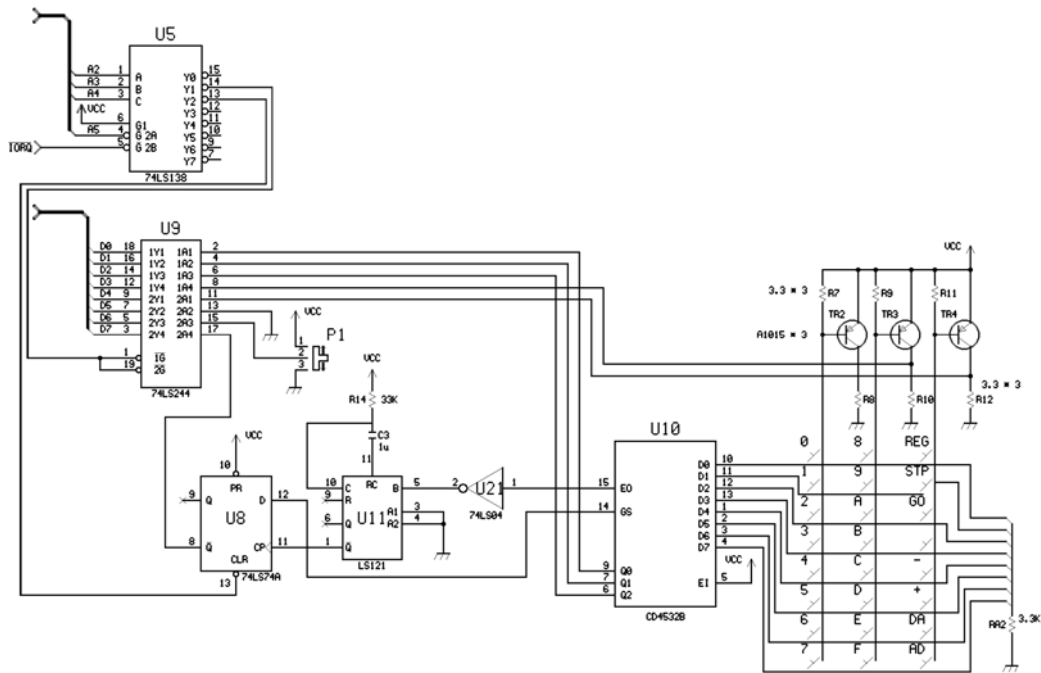 U5
A2 1 A Y0 15
A3 2 B Y1 14
A4 3 C Y2 13
VCC Y3 12
6 G1 Y4 11
A5 4 G 2A Y5 10
IORQ 5 G 2B Y6 9
Y7 7
74LS138
U9
D0 18 1Y1 1A1 2
D1 16 1Y2 1A2 4
D2 14 1Y3 1A3 6
D3 12 1Y4 1A4 8
D4 9 2Y1 2A1 11
D5 7 2Y2 2A2 13
D6 5 2Y3 2A3 15
D7 3 2Y4 2A4 17
1 1G
19 2G
74LS244
VCC
P1
1
2
3
VCC
R14 33K
C3
1u
VCC
10
PR
9 Q D 12
U8
8 Q CP 11
CLR
13 74LS74A
11
RC
10 C B 5
9 R
U11
6 Q A1 3
A2 4
1 Q
LS121
2 U21 1
74LS04
U10
15 EO D0 10
D1 11
D2 12
14 GS D3 13
D4 1
D5 2
D6 3
D7 4
VCC
9 Q0
7 Q1 EI 5
6 Q2
CD4532B
VCC
3.3 * 3 R7 R9 R11
TR2 TR3 TR4
A1015 * 3
3.3 * 3
R8 R10 R12
0 8 REG
1 9 STP
2 A GO
3 B
4 C -
5 D +
6 E DA
7 F AD
RA2 3.3K